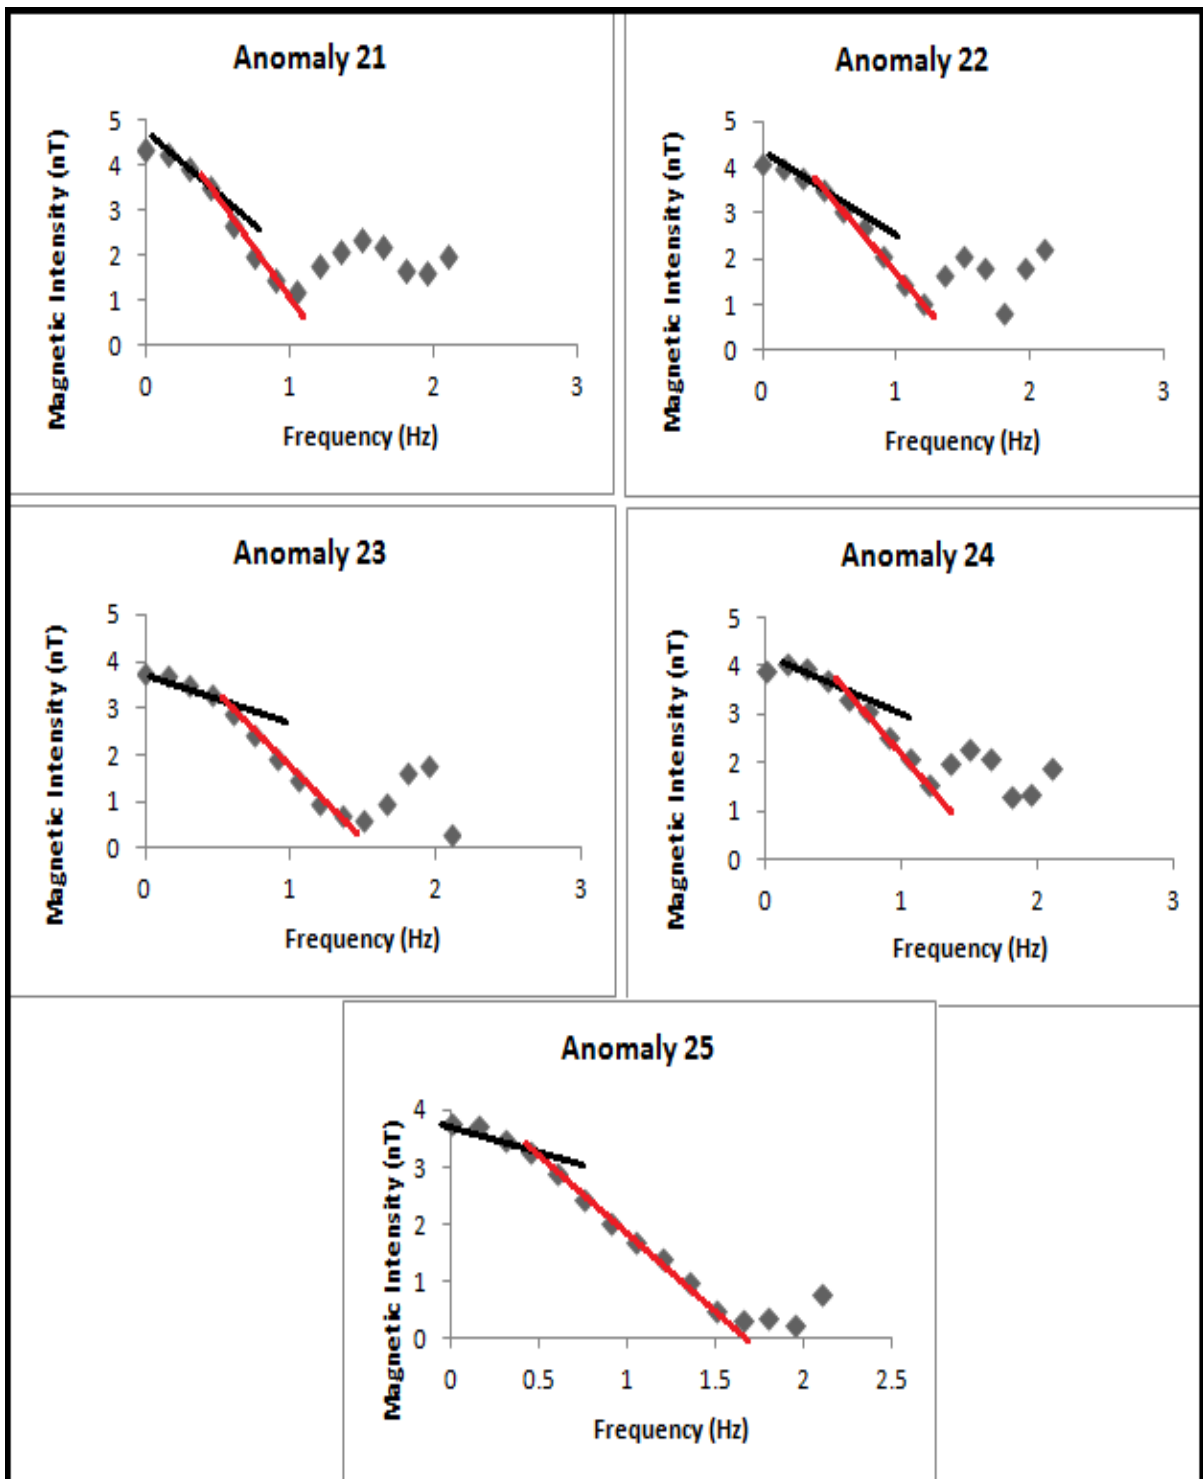 Anomaly 21
Magnetic Intensity (nT)
5
4
3
2
1
0
0 1 2 3
Frequency (Hz)
Anomaly 22
Magnetic Intensity (nT)
5
4
3
2
1
0
0 1 2 3
Frequency (Hz)
Anomaly 23
Magnetic Intensity (nT)
5
4
3
2
1
0
0 1 2 3
Frequency (Hz)
Anomaly 24
Magnetic Intensity (nT)
5
4
3
2
1
0
0 1 2 3
Frequency (Hz)
Anomaly 25
Magnetic Intensity (nT)
4
3
2
1
0
0 0.5 1 1.5 2 2.5
Frequency (Hz)